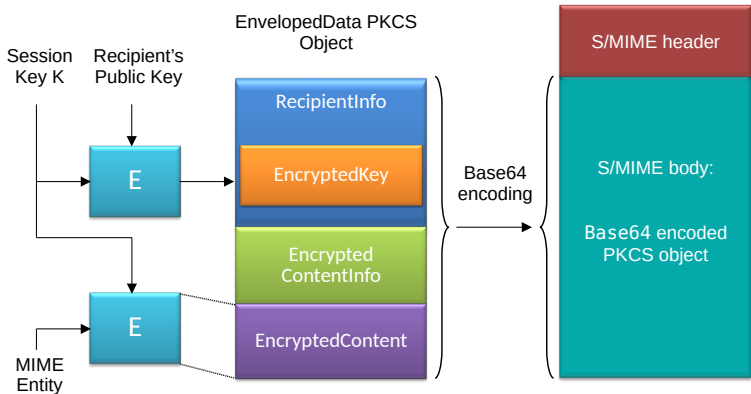 EnvelopedData PKCS
Object
Session
Key K
Recipient's
Public Key
S/MIME header
RecipientInfo
E
EncryptedKey
Base64
encoding
S/MIME body:
Base64 encoded
PKCS object
Encrypted
ContentInfo
E
EncryptedContent
MIME
Entity